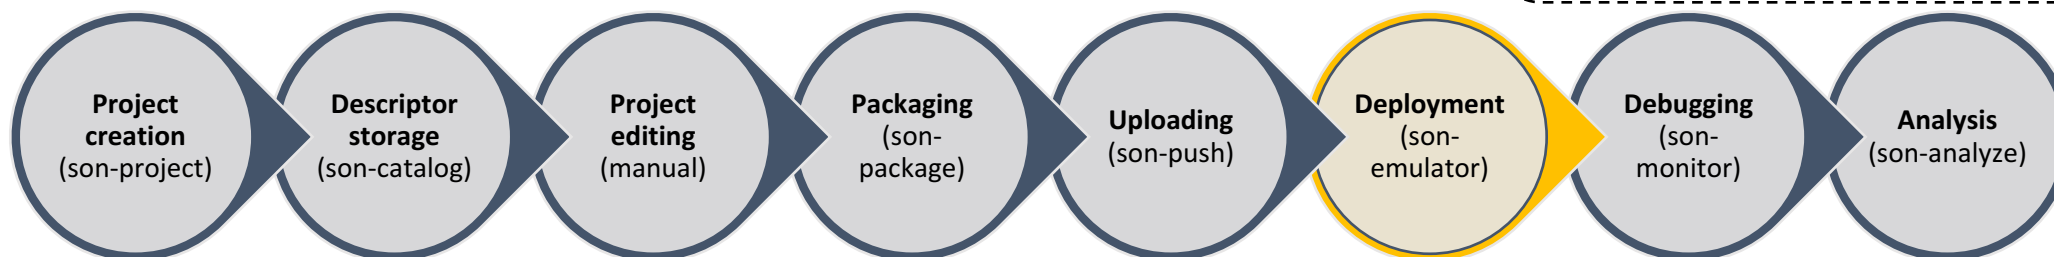 Project
creation
(son-project)
Descriptor
storage
(son-catalog)
Project
editing
(manual)
Packaging
(son-
package)
Uploading
(son-push)
Deployment
(son-
emulator)
Debugging
(son-
monitor)
Analysis
(son-analyze)